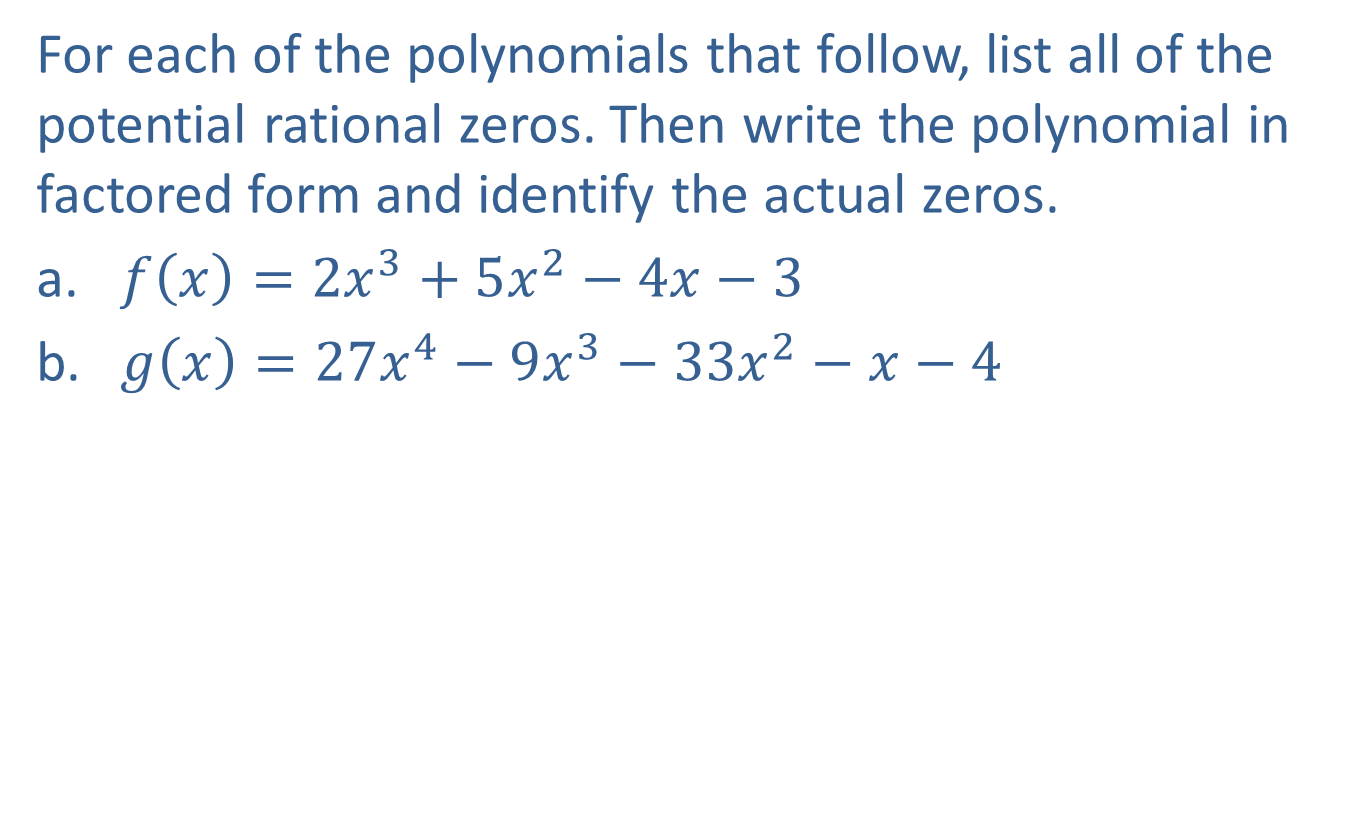 For each of the polynomials that follow, list all of the
potential rational zeros. Then write the polynomial in
factored form and identify the actual zeros.
a. f(x) = 2x³ + 5x² − 4x − 3
b. g(x) = 27x⁴ − 9x³ − 33x² − x − 4